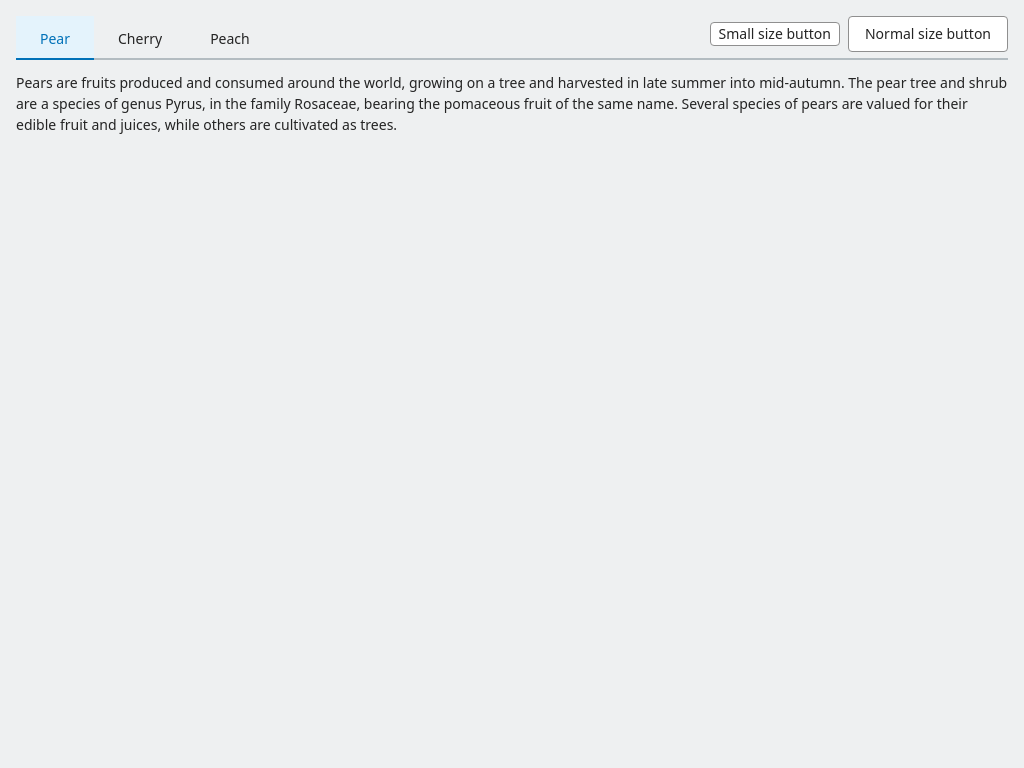 Pear Cherry Peach Small size button Normal size button
Pears are fruits produced and consumed around the world, growing on a tree and harvested in late summer into mid-autumn. The pear tree and shrub
are a species of genus Pyrus, in the family Rosaceae, bearing the pomaceous fruit of the same name. Several species of pears are valued for their
edible fruit and juices, while others are cultivated as trees.